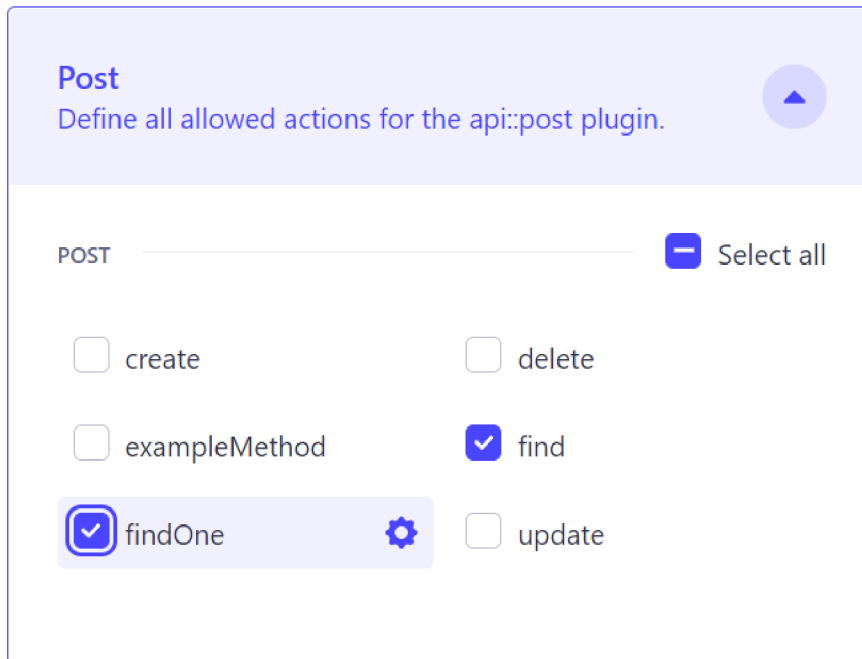 Post
Define all allowed actions for the api::post plugin.
POST Select all
create delete
exampleMethod find
findOne update